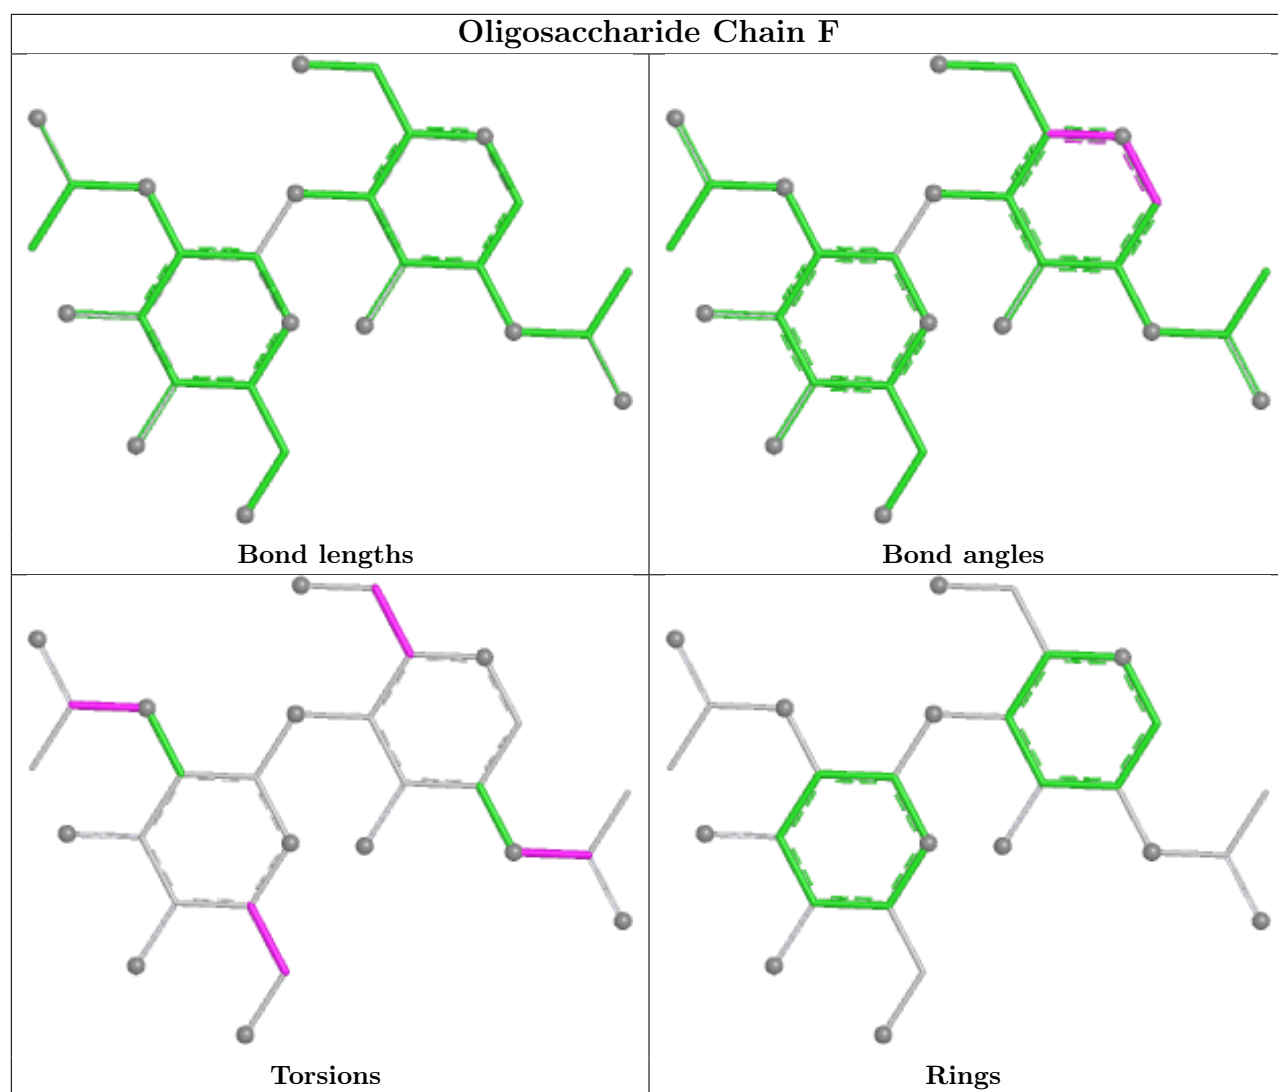 Oligosaccharide Chain F
Bond lengths
Bond angles
Torsions
Rings